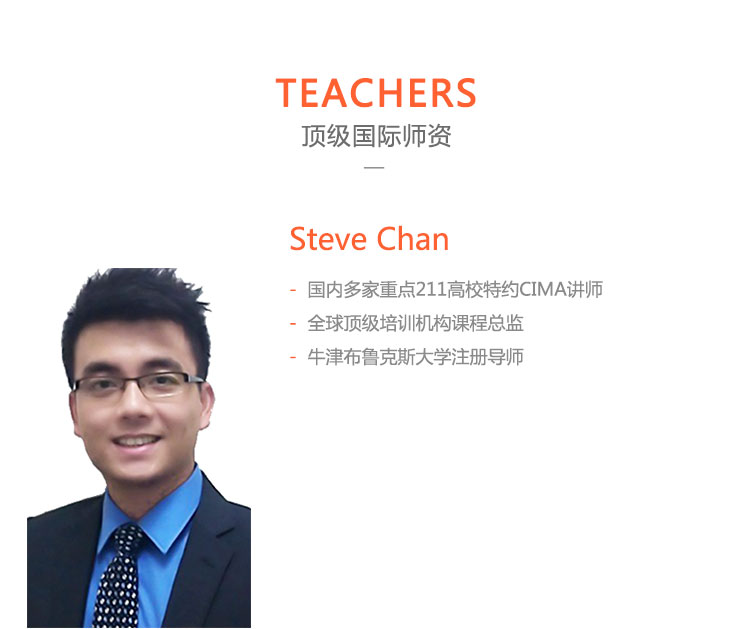 TEACHERS
顶级国际师资
Steve Chan
- 国内多家重点211高校特约CIMA讲师
- 全球顶级培训机构课程总监
- 牛津布鲁克斯大学注册导师